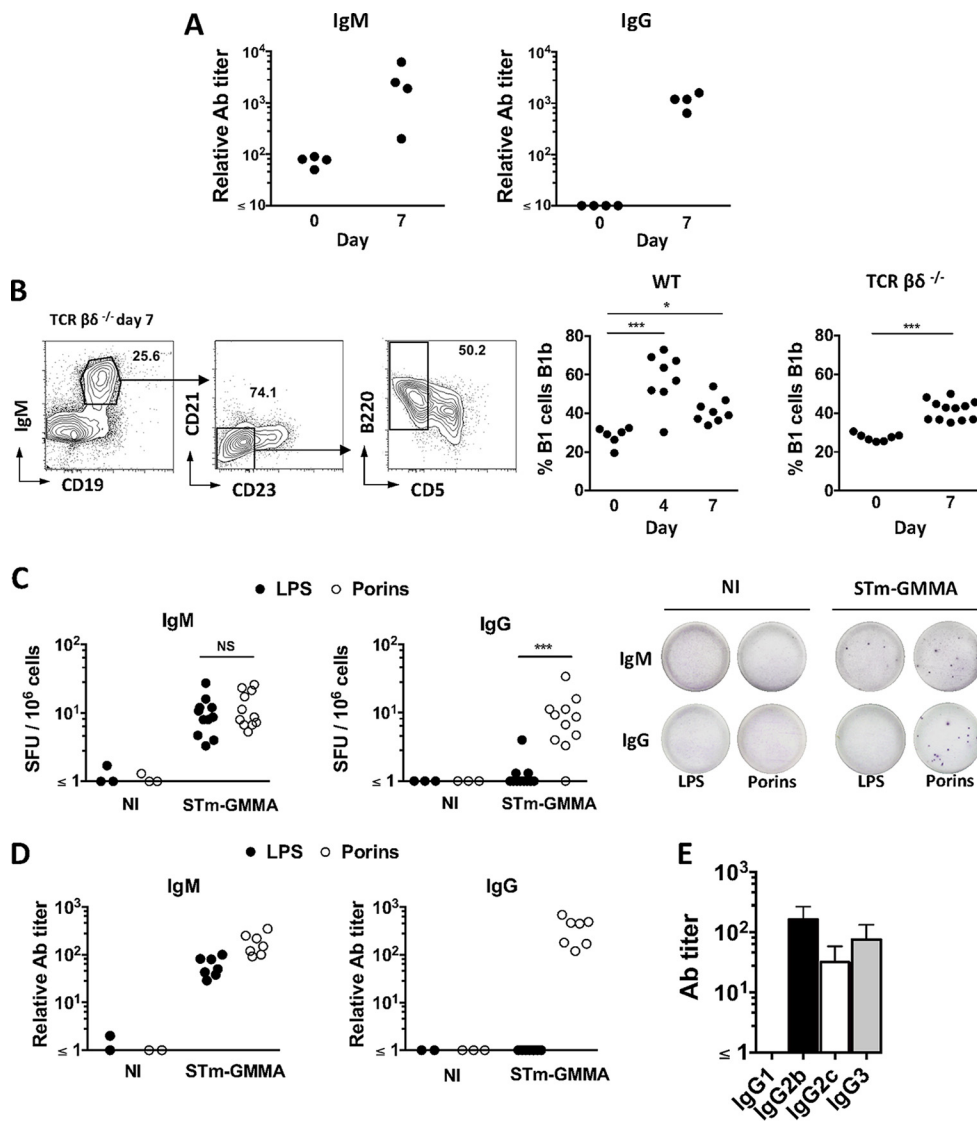 A
IgM
IgG
Relative Ab titer
10⁴
10³
10²
≤ 10
0 7
Day
Relative Ab titer
10⁴
10³
10²
≤ 10
0 7
Day
B
TCR βδ -/- day 7
25.6
IgM
CD19
74.1
CD21
CD23
50.2
B220
CD5
WT
*
***
% B1 cells B1b
80
60
40
20
0
0 4 7
Day
TCR βδ -/-
***
% B1 cells B1b
80
60
40
20
0
0 7
Day
C
LPS Porins
IgM
NS
SFU / 10⁶ cells
10²
10¹
≤ 1
NI STm-GMMA
IgG
***
SFU / 10⁶ cells
10²
10¹
≤ 1
NI STm-GMMA
NI STm-GMMA
IgM
IgG
LPS Porins LPS Porins
D
LPS Porins
IgM
Relative Ab titer
10³
10²
10¹
≤ 1
NI STm-GMMA
IgG
Relative Ab titer
10³
10²
10¹
≤ 1
NI STm-GMMA
E
Ab titer
10³
10²
10¹
≤ 1
IgG1 IgG2b IgG2c IgG3